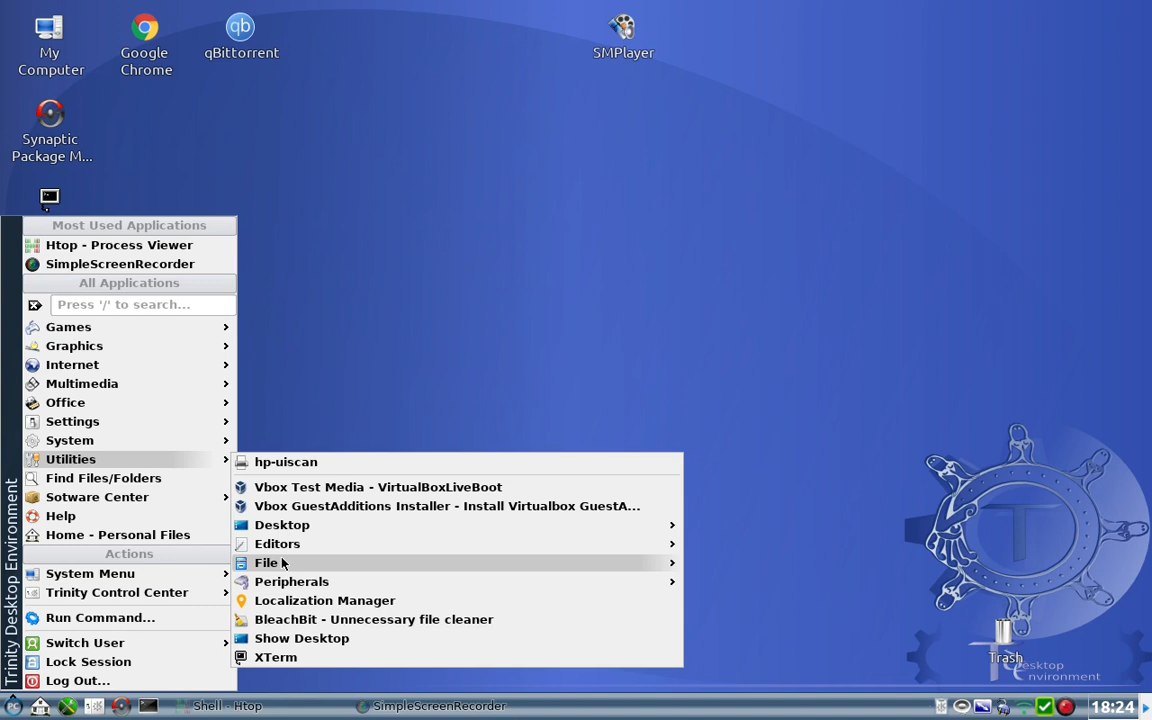 My
Computer
Google
Chrome
qb
qBittorrent
SMPlayer
Synaptic
Package M...
Most Used Applications
Htop - Process Viewer
SimpleScreenRecorder
All Applications
Press '/' to search...
Games
Graphics
Internet
Multimedia
Office
Settings
System
Utilities
Find Files/Folders
Sotware Center
Help
Home - Personal Files
Actions
System Menu
Trinity Control Center
Run Command...
Switch User
Lock Session
Log Out...
Trinity Desktop Environment
hp-uiscan
Vbox Test Media - VirtualBoxLiveBoot
Vbox GuestAdditions Installer - Install Virtualbox GuestA...
Desktop
Editors
File
Peripherals
Localization Manager
BleachBit - Unnecessary file cleaner
Show Desktop
XTerm
T
Trash
Desktop
nvironment
PC
Shell - Htop
SimpleScreenRecorder
18:24